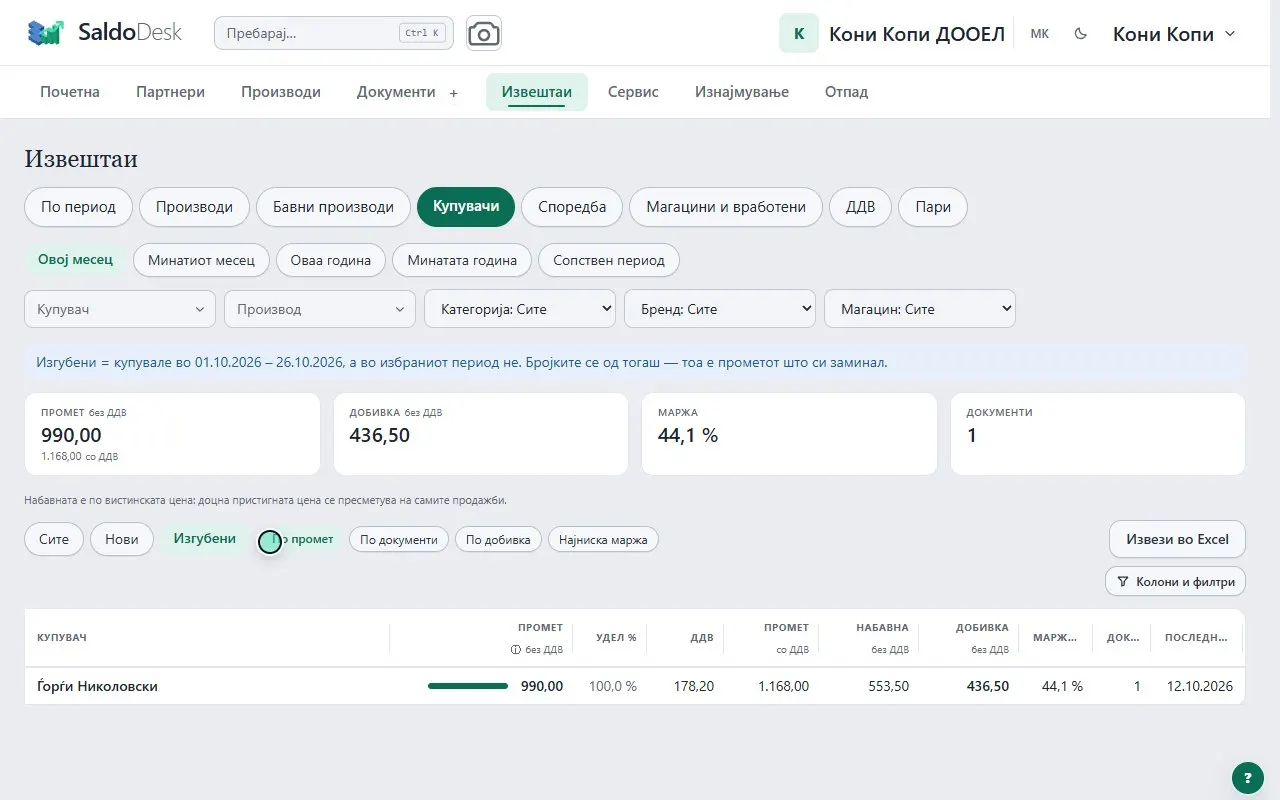 SaldoDesk
Пребарај... Ctrl K
К Кони Копи ДООЕЛ МК Кони Копи
Почетна Партнери Производи Документи + Извештаи Сервис Изнајмување Отпад
Извештаи
По период Производи Бавни производи Купувачи Споредба Магацини и вработени ДДВ Пари
Овој месец Минатиот месец Оваа година Минатата година Сопствен период
Купувач Производ Категорија: Сите Бренд: Сите Магацин: Сите
Изгубени = купувале во 01.10.2026 – 26.10.2026, а во избраниот период не. Бројките се од тогаш — тоа е прометот што си заминал.
ПРОМЕТ без ДДВ ДОБИВКА без ДДВ МАРЖА ДОКУМЕНТИ
990,00 436,50 44,1 % 1
1.168,00 со ДДВ
Набавната е по вистинската цена: доцна пристигната цена се пресметува на самите продажби.
Сите Нови Изгубени промет По документи По добивка Најниска маржа Извези во Excel
Колони и филтри
КУПУВАЧ ПРОМЕТ УДЕЛ % ДДВ ПРОМЕТ НАБАВНА ДОБИВКА МАРЖ... ДОК... ПОСЛЕДН...
без ДДВ со ДДВ без ДДВ без ДДВ
Ѓорѓи Николовски 990,00 100,0 % 178,20 1.168,00 553,50 436,50 44,1 % 1 12.10.2026
?